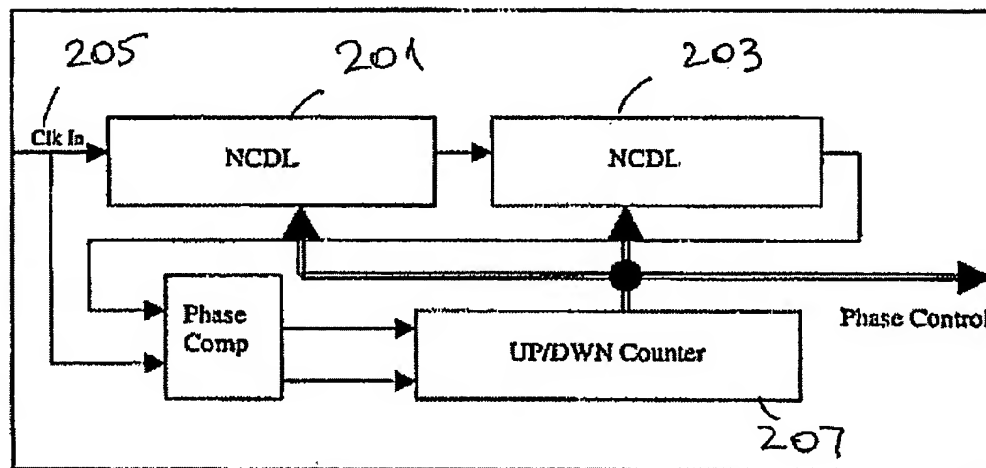 205
201
203
Clk In
NCDL
NCDL
Phase
Comp
UP/DWN Counter
Phase Control
207